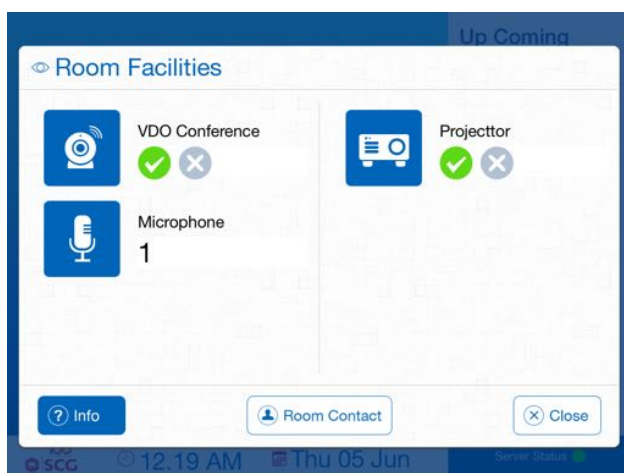 Up Coming
Room Facilities
VDO Conference
Projecttor
Microphone
1
? Info
Room Contact
Close
100
SCG
12.19 AM
Thu 05 Jun
Server Status